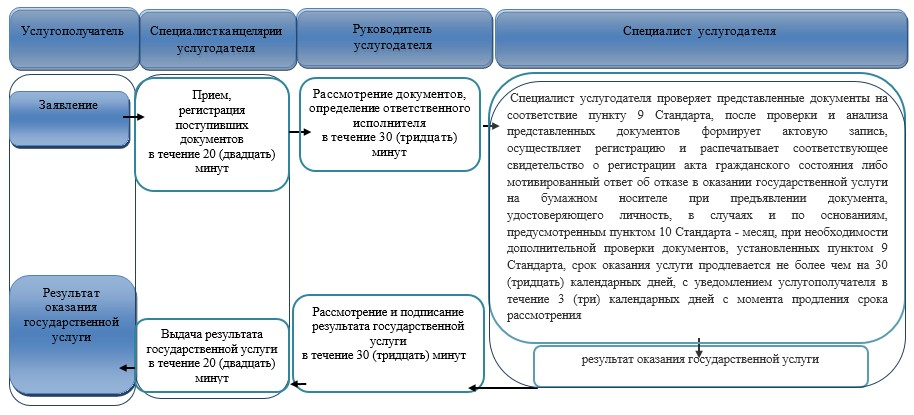 Услугополучатель
Специалист канцелярии
услугодателя
Руководитель
услугодателя
Специалист услугодателя
Заявление
Прием,
регистрация
поступивших
документов
в течение 20 (двадцать)
минут
Рассмотрение документов,
определение ответственного
исполнителя
в течение 30 (тридцать)
минут
Специалист услугодателя проверяет представленные документы на
соответствие пункту 9 Стандарта, после проверки и анализа
представленных документов формирует актовую запись,
осуществляет регистрацию и распечатывает соответствующее
свидетельство о регистрации акта гражданского состояния либо
мотивированный ответ об отказе в оказании государственной услуги
на бумажном носителе при предъявлении документа,
удостоверяющего личность, в случаях и по основаниям,
предусмотренным пунктом 10 Стандарта - месяц, при необходимости
дополнительной проверки документов, установленных пунктом 9
Стандарта, срок оказания услуги продлевается не более чем на 30
(тридцать) календарных дней, с уведомлением услугополучателя в
течение 3 (три) календарных дней с момента продления срока
рассмотрения
Результат
оказания
государственной
услуги
Выдача результата
государственной услуги
в течение 20 (двадцать)
минут
Рассмотрение и подписание
результата государственной
услуги
в течение 30 (тридцать) минут
результат оказания государственной услуги